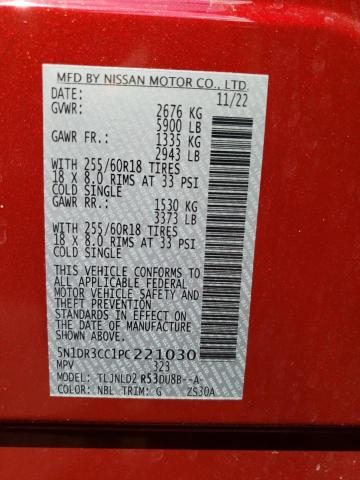 MFD BY NISSAN MOTOR CO., LTD.
DATE: 11/22
GVWR: 2676 KG
5900 LB
GAWR FR: 1335 KG
2943 LB
WITH 255/60R18 TIRES
18 X 8.0 RIMS AT 33 PSI
COLD SINGLE
GAWR RR: 1530 KG
3373 LB
WITH 255/60R18 TIRES
18 X 8.0 RIMS AT 33 PSI
COLD SINGLE
THIS VEHICLE CONFORMS TO
ALL APPLICABLE FEDERAL
MOTOR VEHICLE SAFETY AND
THEFT PREVENTION
STANDARDS IN EFFECT ON
THE DATE OF MANUFACTURE
SHOWN ABOVE.
5N1DR3CC1PC221030
MPV 323
MODEL: TLJNLD2 R53DU8B--A
COLOR: NBL TRIM: G ZS30A